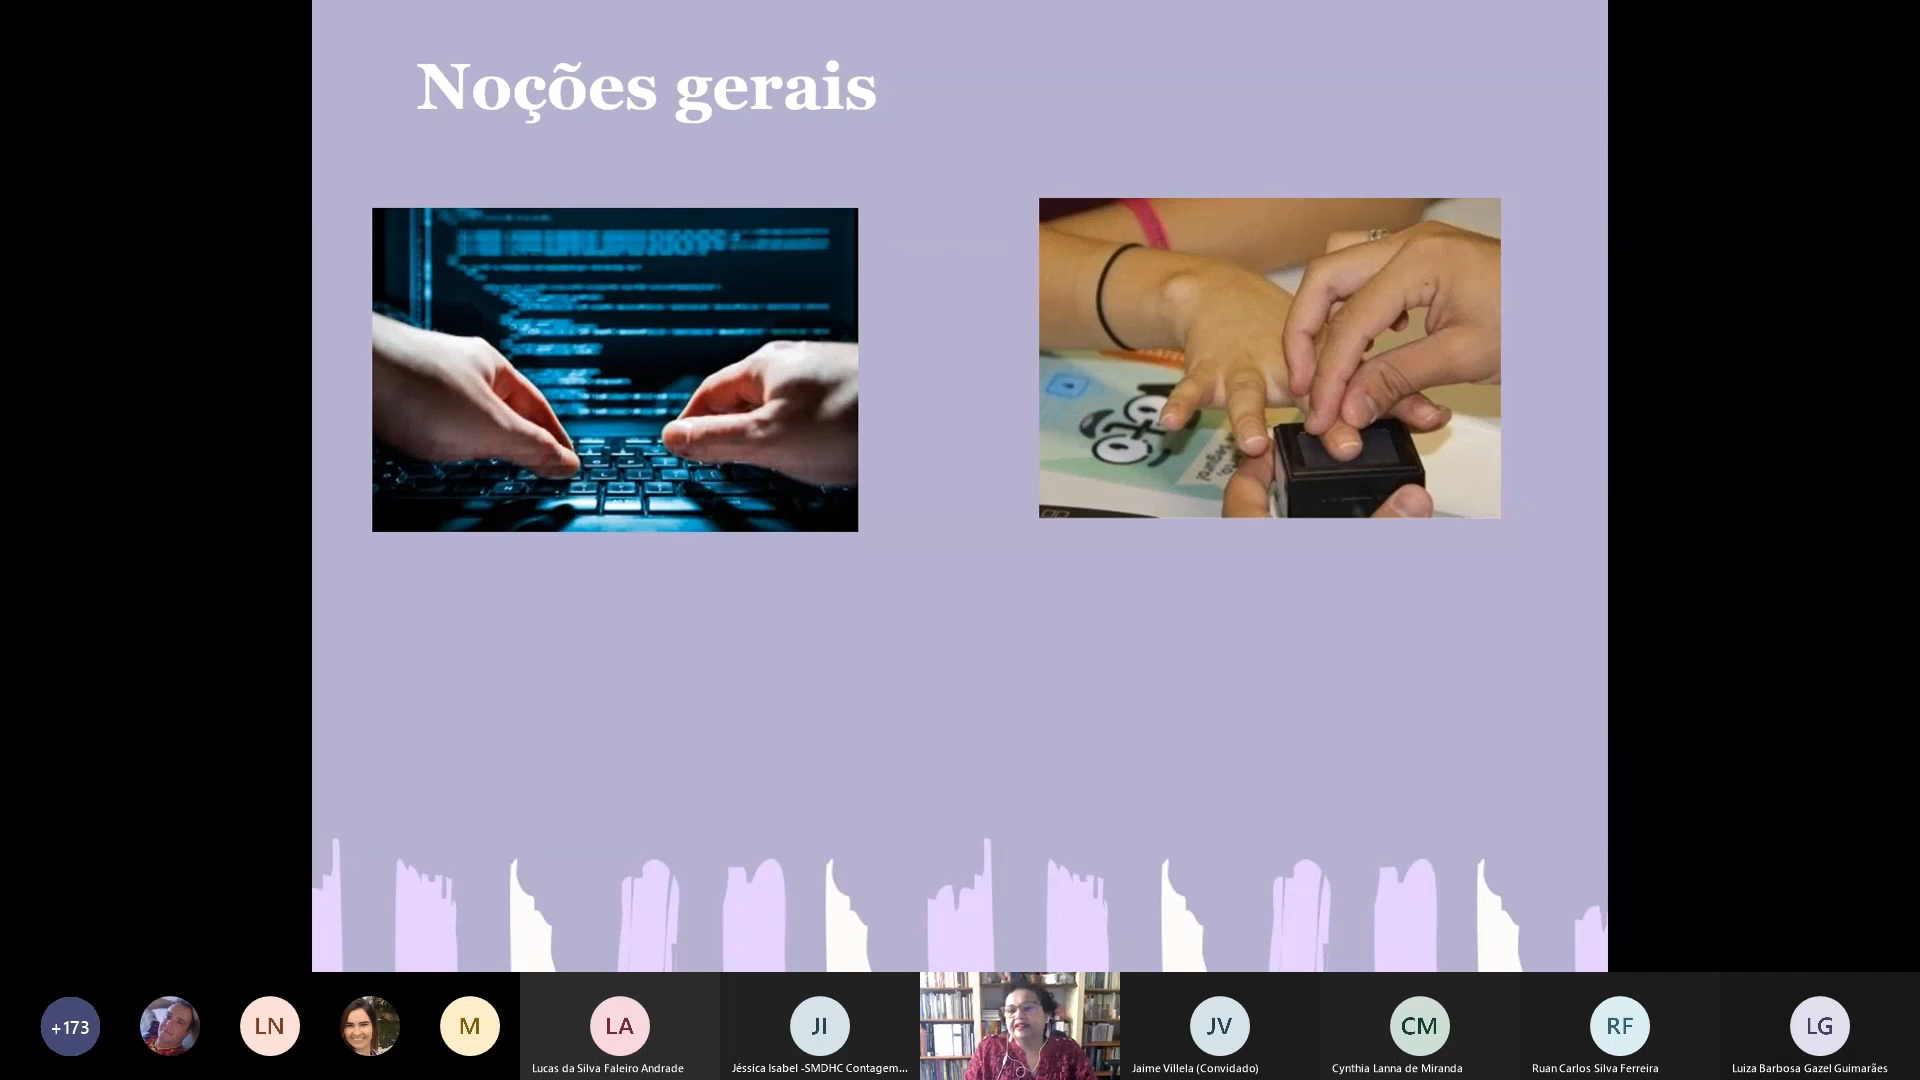 Noções gerais
+173
LN
M
LA
JI
JV
CM
RF
LG
Lucas da Silva Faleiro Andrade
Jéssica Isabel -SMDHC Contagem...
Jaime Villela (Convidado)
Cynthia Lanna de Miranda
Ruan Carlos Silva Ferreira
Luiza Barbosa Gazel Guimarães